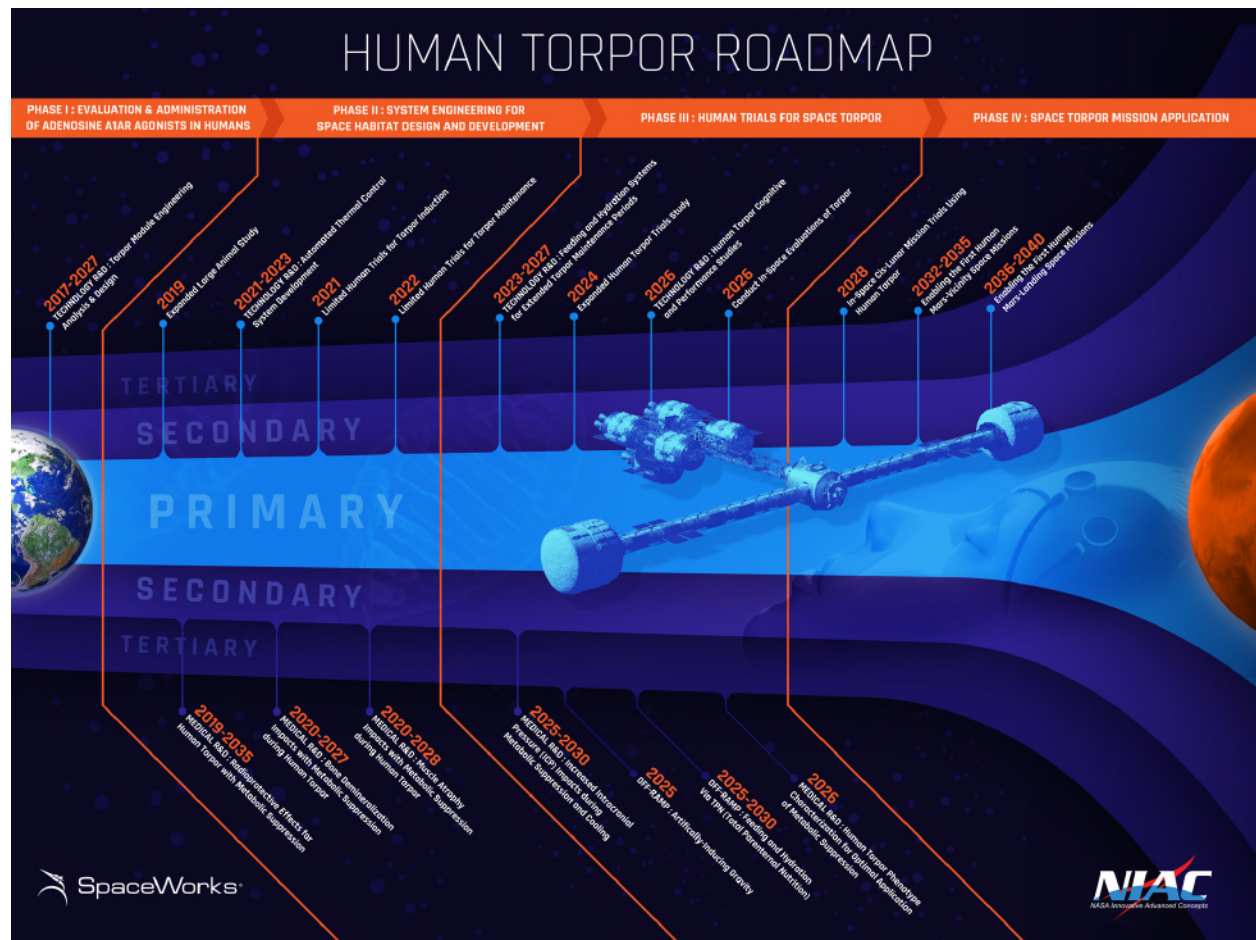 HUMAN TORPOR ROADMAP
PHASE I : EVALUATION & ADMINISTRATION
OF ADENOSINE A1AR AGONISTS IN HUMANS
PHASE II : SYSTEM ENGINEERING FOR
SPACE HABITAT DESIGN AND DEVELOPMENT
PHASE III : HUMAN TRIALS FOR SPACE TORPOR
PHASE IV : SPACE TORPOR MISSION APPLICATION
2017-2027
TECHNOLOGY R&D : Torpor Module Engineering
Analysis & Design
2019
Expanded Large Animal Study
2021-2023
TECHNOLOGY R&D : Automated Thermal Control
System Development
2021
Limited Human Trials for Torpor Induction
2022
Limited Human Trials for Torpor Maintenance
2023-2027
TECHNOLOGY R&D : Feeding and Hydration Systems
for Extended Torpor Maintenance Periods
2024
Expanded Human Torpor Trials Study
2026
TECHNOLOGY R&D : Human Torpor Cognitive
and Performance Studies
2026
Conduct In-Space Evaluations of Torpor
2028
In-Space Cis-Lunar Mission Trials Using
Human Torpor
2032-2035
Enabling the First Human
Mars-Vicinity Space Missions
2036-2040
Enabling the First Human
Mars-Landing Space Missions
TERTIARY
SECONDARY
PRIMARY
SECONDARY
TERTIARY
2019-2035
MEDICAL R&D : Radioprotective Effects for
Human Torpor with Metabolic Suppression
2020-2027
MEDICAL R&D : Bone Demineralization
Impacts with Metabolic Suppression
during Human Torpor
2020-2028
MEDICAL R&D : Muscle Atrophy
Impacts with Metabolic Suppression
during Human Torpor
2025-2030
MEDICAL R&D : Increased Intracranial
Pressure (ICP) Impacts during
Metabolic Suppression and Cooling
2025
OFF-RAMP : Artifically-Inducing Gravity
2025-2030
OFF-RAMP : Feeding and Hydration
Via TPN (Total Parenternal Nutrition)
2026
MEDICAL R&D : Human Torpor Phenotype
Characterization for Optimal Application
of Metabolic Suppression
SpaceWorks
NIAC
NASA Innovative Advanced Concepts